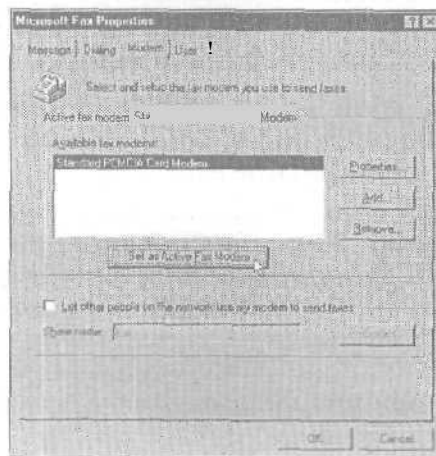 Microsoft Fax Properties
Message Dialing Modem User !
Select and setup the fax modem you use to send faxes.
Active fax modem: Sta Modem
Available fax modems:
Standard PCMCIA Card Modem
Properties...
Add...
Remove...
Set as Active Fax Modem
Let other people on the network use my modem to send faxes.
Share name:
OK Cancel